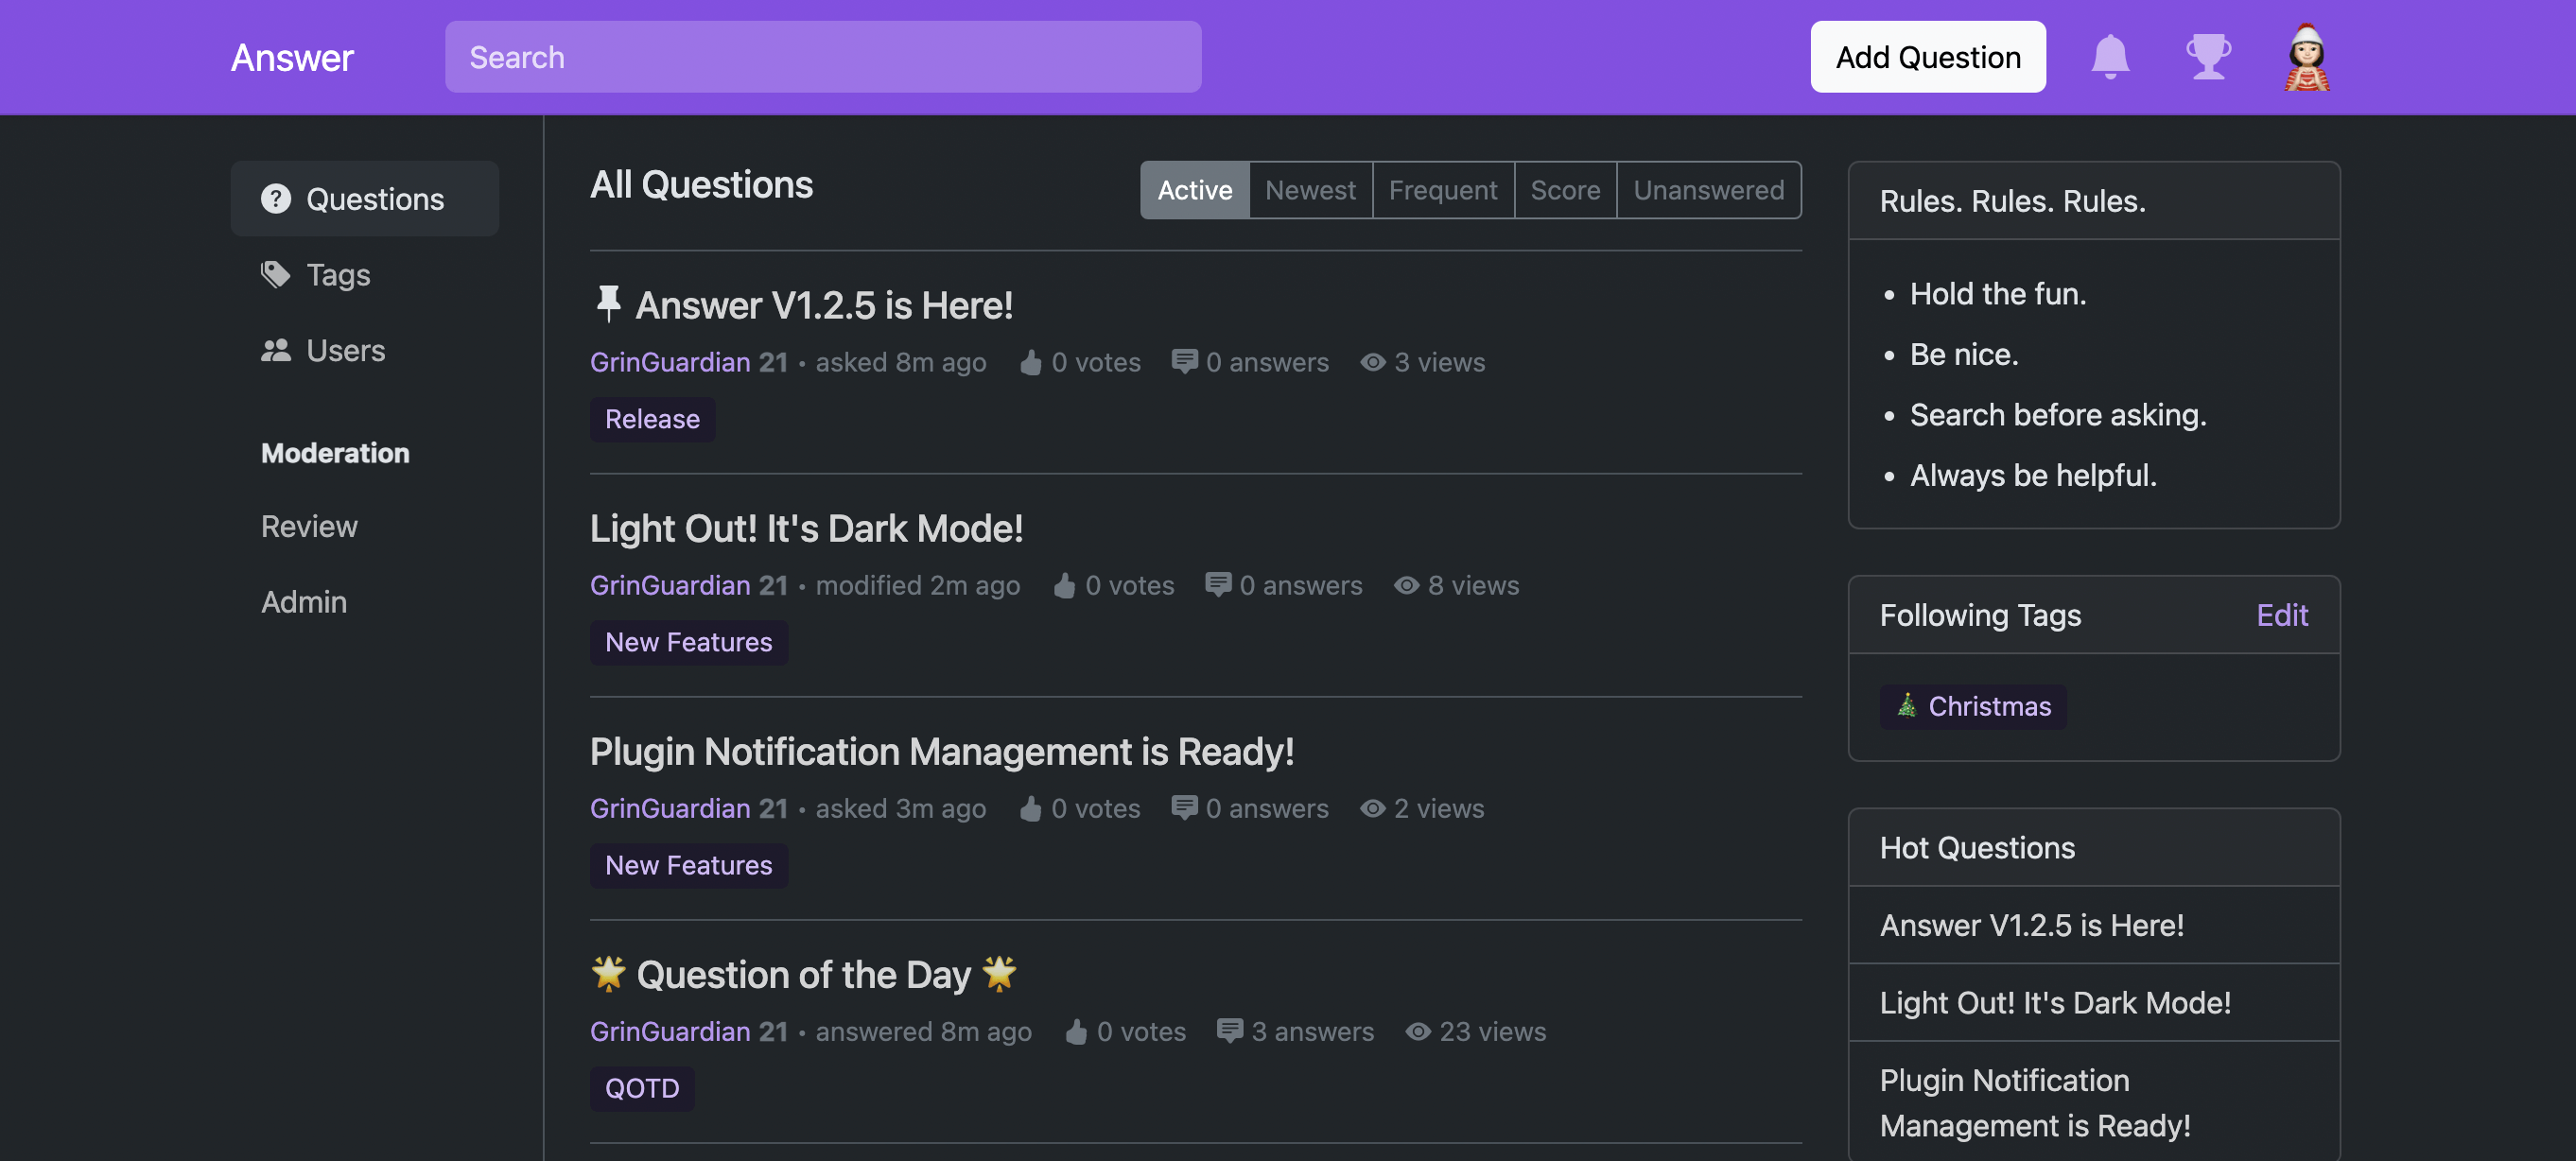 Answer
Search
Add Question
Questions
Tags
Users
Moderation
Review
Admin
All Questions
Active
Newest
Frequent
Score
Unanswered
Answer V1.2.5 is Here!
GrinGuardian 21 • asked 8m ago 0 votes 0 answers 3 views
Release
Light Out! It's Dark Mode!
GrinGuardian 21 • modified 2m ago 0 votes 0 answers 8 views
New Features
Plugin Notification Management is Ready!
GrinGuardian 21 • asked 3m ago 0 votes 0 answers 2 views
New Features
🌟 Question of the Day 🌟
GrinGuardian 21 • answered 8m ago 0 votes 3 answers 23 views
QOTD
Rules. Rules. Rules.
• Hold the fun.
• Be nice.
• Search before asking.
• Always be helpful.
Following Tags
Edit
🎄 Christmas
Hot Questions
Answer V1.2.5 is Here!
Light Out! It's Dark Mode!
Plugin Notification
Management is Ready!